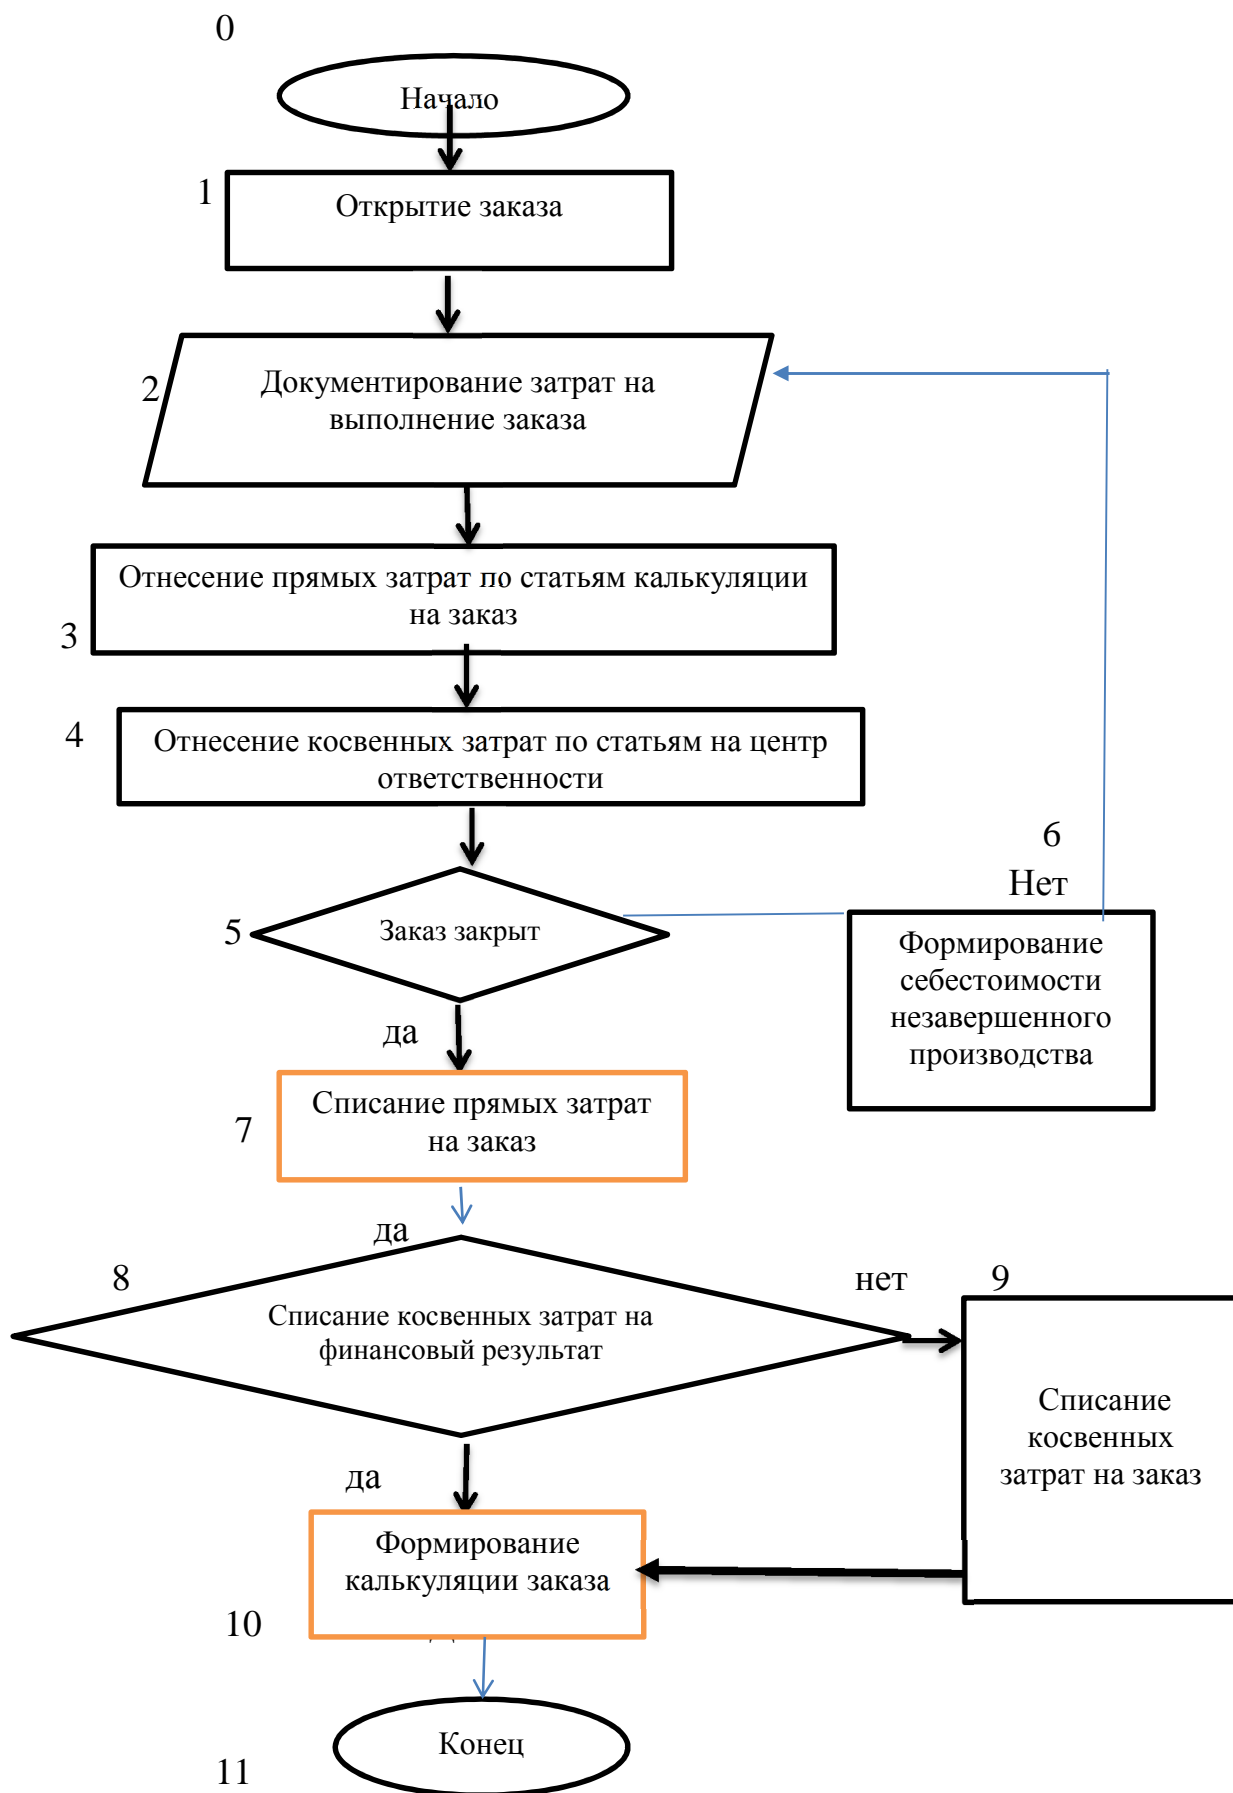 0
Начало
1
Открытие заказа
2
Документирование затрат на
выполнение заказа
Отнесение прямых затрат по статьям калькуляции
на заказ
3
4
Отнесение косвенных затрат по статьям на центр
ответственности
6
Нет
5
Заказ закрыт
Формирование
себестоимости
незавершенного
производства
да
7
Списание прямых затрат
на заказ
да
8
нет
9
Списание косвенных затрат на
финансовый результат
Списание
косвенных
затрат на заказ
да
Формирование
калькуляции заказа
10
Конец
11